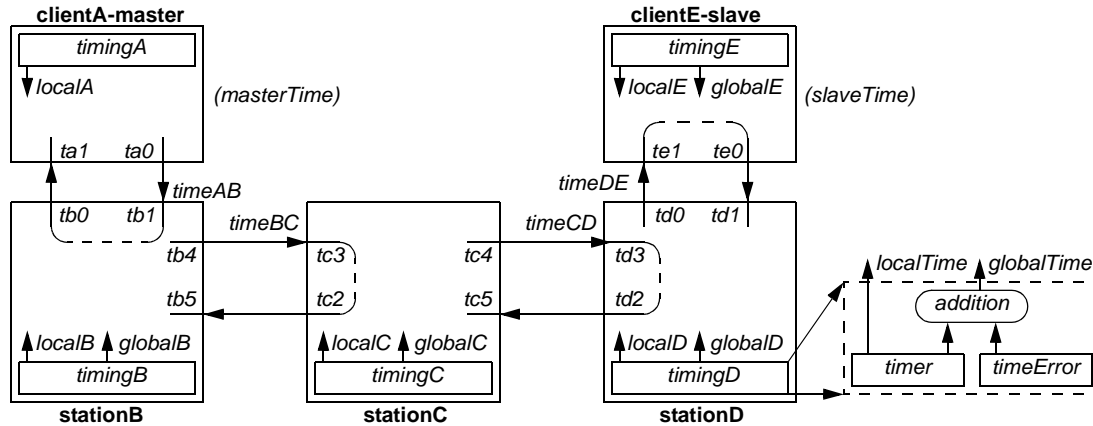 clientA-master clientE-slave
timingA timingE
localA localE globalE
(masterTime) (slaveTime)
ta1 ta0 te1 te0
timeAB timeDE
tb0 tb1 td0 td1
timeBC timeCD
tb4 tc3 tc4 td3
localTime globalTime
tb5 tc2 tc5 td2
addition
localB globalB localC globalC localD globalD
timingB timingC timingD timer timeError
stationB stationC stationD